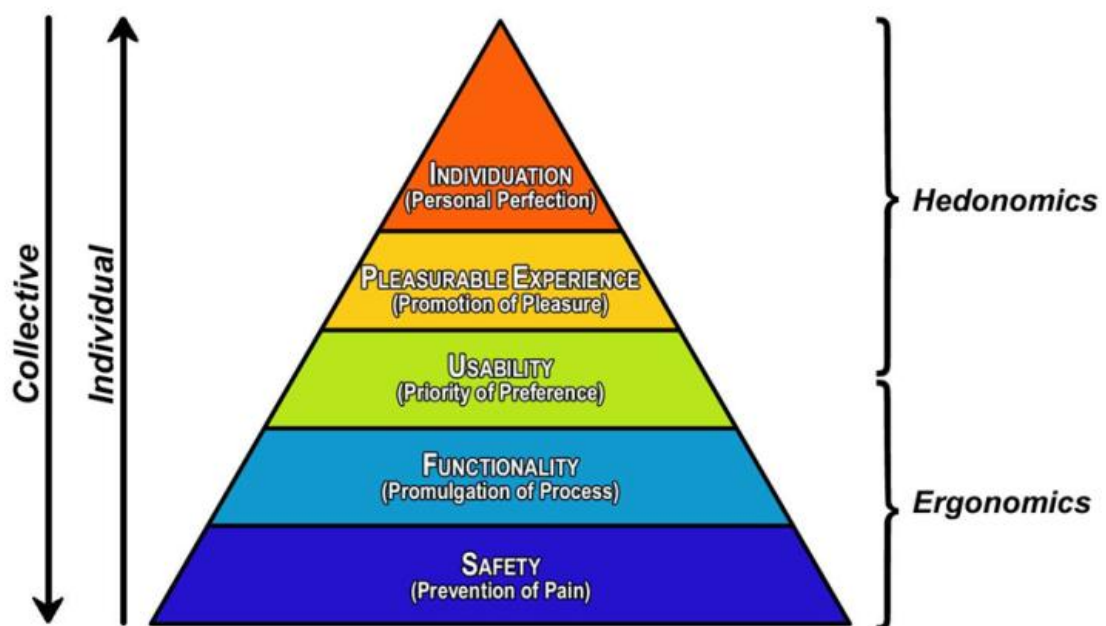 Collective
Individual
INDIVIDUATION
(Personal Perfection)
PLEASURABLE EXPERIENCE
(Promotion of Pleasure)
USABILITY
(Priority of Preference)
FUNCTIONALITY
(Promulgation of Process)
SAFETY
(Prevention of Pain)
Hedonomics
Ergonomics